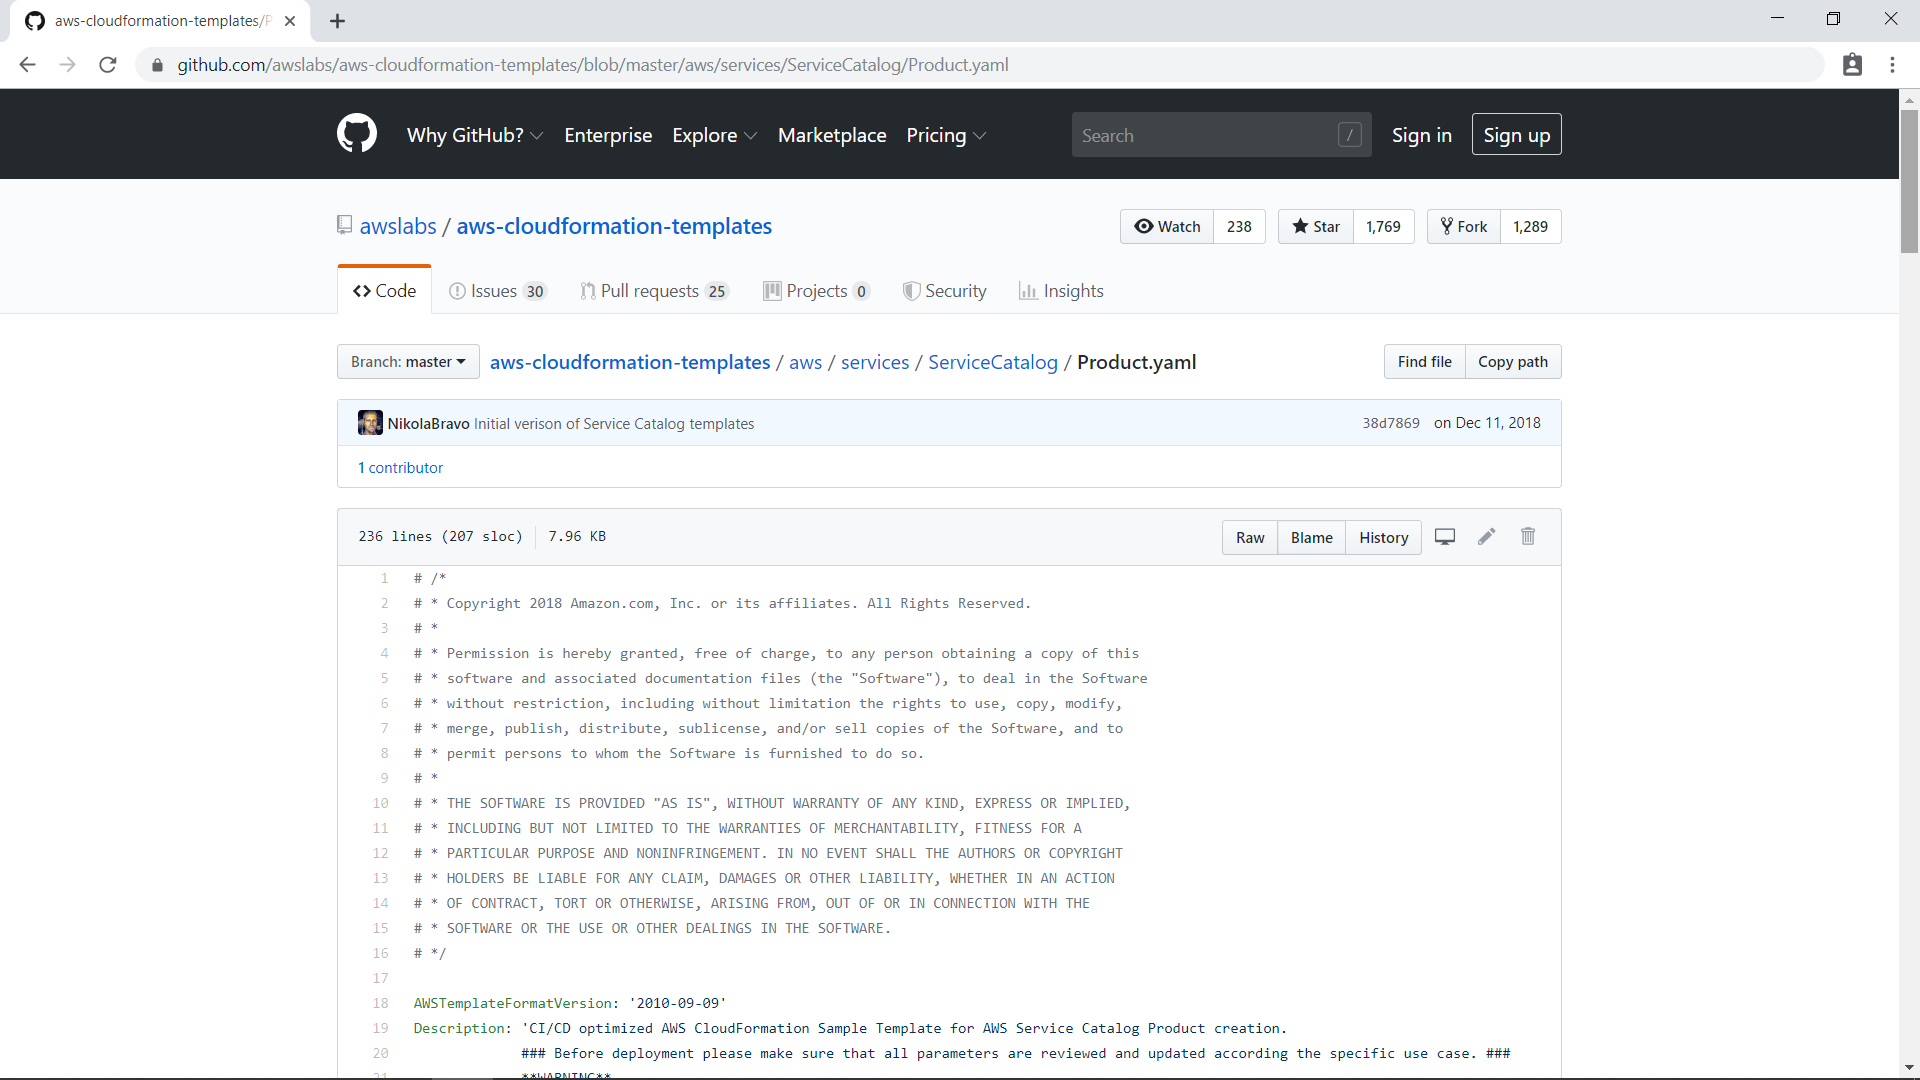 aws-cloudformation-templates/P
github.com/awslabs/aws-cloudformation-templates/blob/master/aws/services/ServiceCatalog/Product.yaml
Why GitHub? Enterprise Explore Marketplace Pricing Search / Sign in Sign up
awslabs / aws-cloudformation-templates Watch 238 Star 1,769 Fork 1,289
<> Code Issues 30 Pull requests 25 Projects 0 Security Insights
Branch: master aws-cloudformation-templates / aws / services / ServiceCatalog / Product.yaml Find file Copy path
NikolaBravo Initial verison of Service Catalog templates 38d7869 on Dec 11, 2018
1 contributor
236 lines (207 sloc) 7.96 KB Raw Blame History
1 # /*
2 # * Copyright 2018 Amazon.com, Inc. or its affiliates. All Rights Reserved.
3 # *
4 # * Permission is hereby granted, free of charge, to any person obtaining a copy of this
5 # * software and associated documentation files (the "Software"), to deal in the Software
6 # * without restriction, including without limitation the rights to use, copy, modify,
7 # * merge, publish, distribute, sublicense, and/or sell copies of the Software, and to
8 # * permit persons to whom the Software is furnished to do so.
9 # *
10 # * THE SOFTWARE IS PROVIDED "AS IS", WITHOUT WARRANTY OF ANY KIND, EXPRESS OR IMPLIED,
11 # * INCLUDING BUT NOT LIMITED TO THE WARRANTIES OF MERCHANTABILITY, FITNESS FOR A
12 # * PARTICULAR PURPOSE AND NONINFRINGEMENT. IN NO EVENT SHALL THE AUTHORS OR COPYRIGHT
13 # * HOLDERS BE LIABLE FOR ANY CLAIM, DAMAGES OR OTHER LIABILITY, WHETHER IN AN ACTION
14 # * OF CONTRACT, TORT OR OTHERWISE, ARISING FROM, OUT OF OR IN CONNECTION WITH THE
15 # * SOFTWARE OR THE USE OR OTHER DEALINGS IN THE SOFTWARE.
16 # */
17
18 AWSTemplateFormatVersion: '2010-09-09'
19 Description: 'CI/CD optimized AWS CloudFormation Sample Template for AWS Service Catalog Product creation.
20 ### Before deployment please make sure that all parameters are reviewed and updated according the specific use case. ###
21 **WARNING**